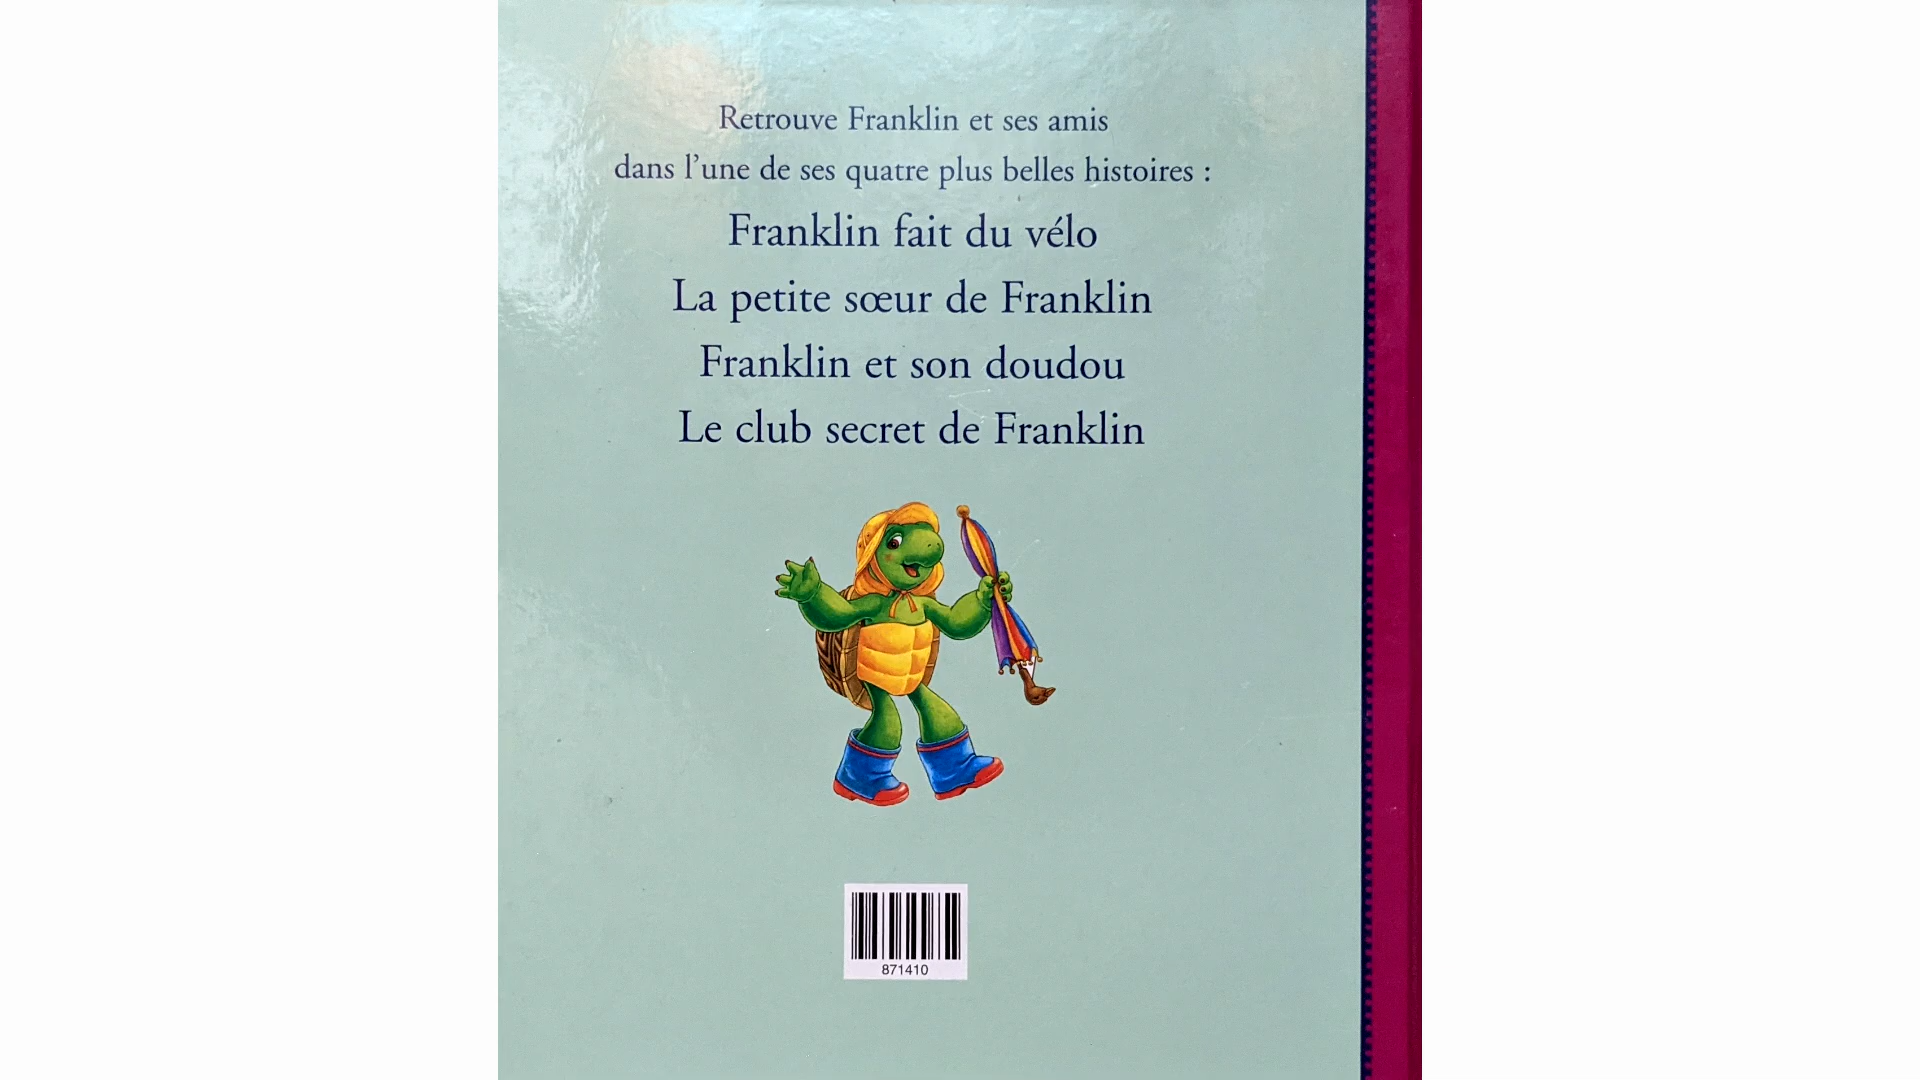 Retrouve Franklin et ses amis
dans l’une de ses quatre plus belles histoires :
Franklin fait du vélo
La petite sœur de Franklin
Franklin et son doudou
Le club secret de Franklin
871410